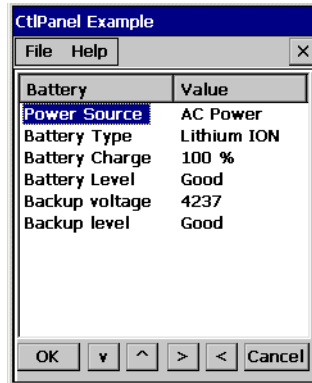 CtlPanel Example
File Help ×
Battery Value
Power Source AC Power
Battery Type Lithium ION
Battery Charge 100 %
Battery Level Good
Backup voltage 4237
Backup level Good
OK v ^ > < Cancel